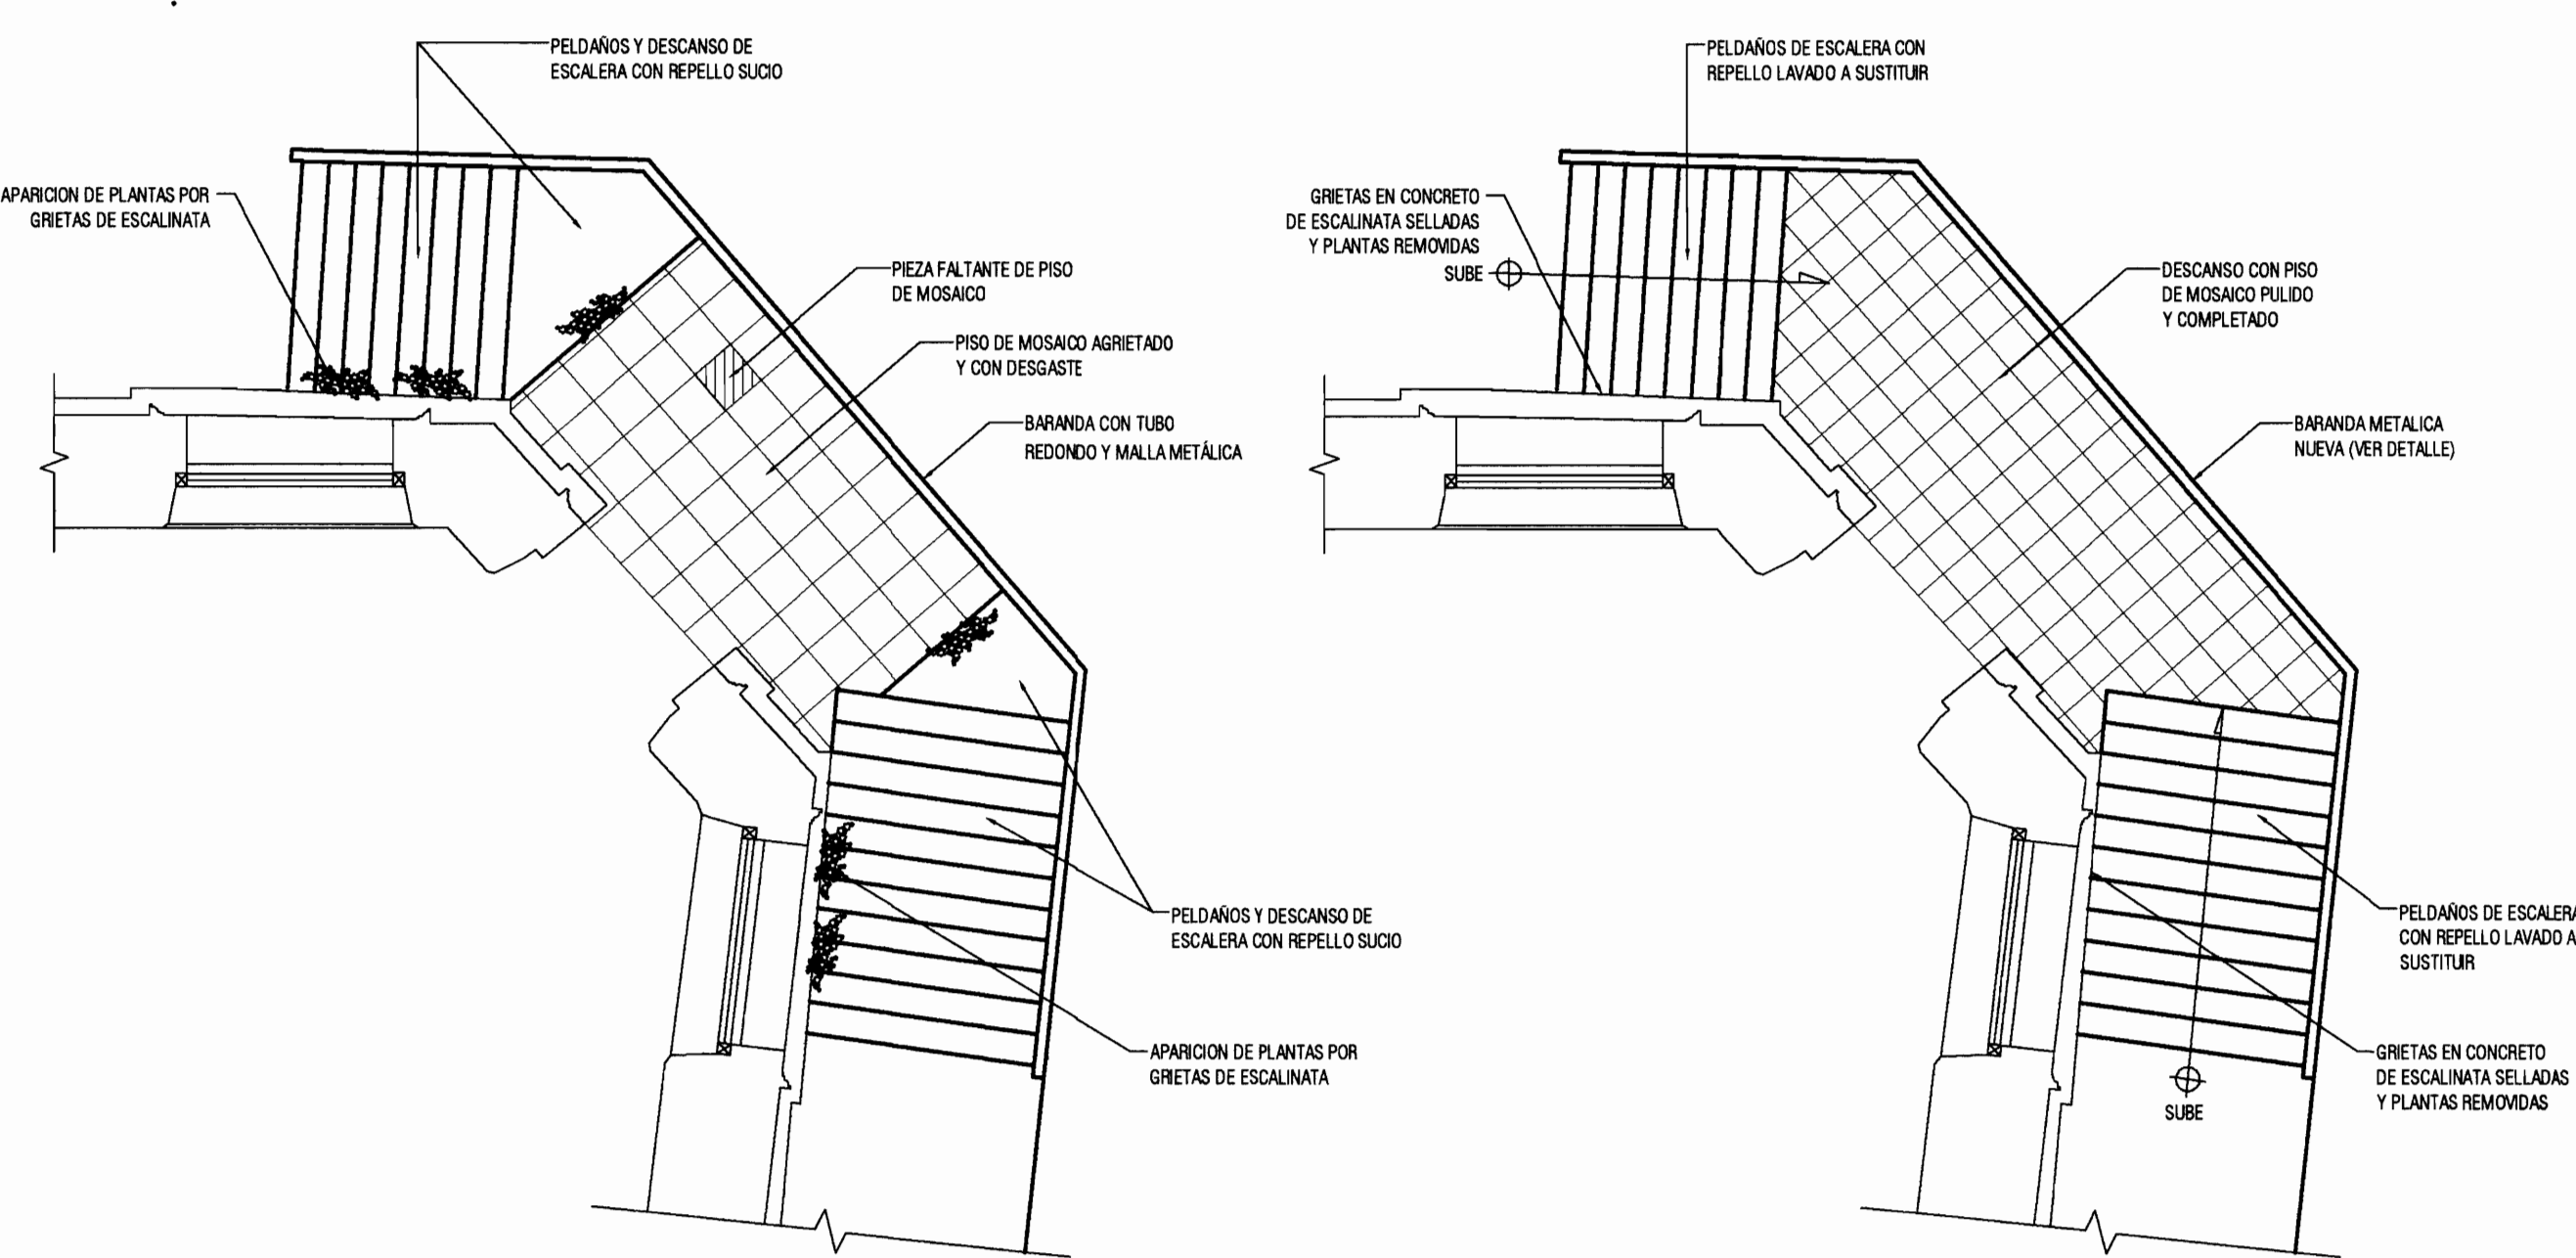 PELDAÑOS Y DESCANSO DE
ESCALERA CON REPELLO SUCIO
APARICION DE PLANTAS POR
GRIETAS DE ESCALINATA
PIEZA FALTANTE DE PISO
DE MOSAICO
PISO DE MOSAICO AGRIETADO
Y CON DESGASTE
BARANDA CON TUBO
REDONDO Y MALLA METÁLICA
PELDAÑOS Y DESCANSO DE
ESCALERA CON REPELLO SUCIO
APARICION DE PLANTAS POR
GRIETAS DE ESCALINATA
PELDAÑOS DE ESCALERA CON
REPELLO LAVADO A SUSTITUIR
GRIETAS EN CONCRETO
DE ESCALINATA SELLADAS
Y PLANTAS REMOVIDAS
SUBE
DESCANSO CON PISO
DE MOSAICO PULIDO
Y COMPLETADO
BARANDA METALICA
NUEVA (VER DETALLE)
PELDAÑOS DE ESCALERA
CON REPELLO LAVADO A
SUSTITUIR
GRIETAS EN CONCRETO
DE ESCALINATA SELLADAS
Y PLANTAS REMOVIDAS
SUBE